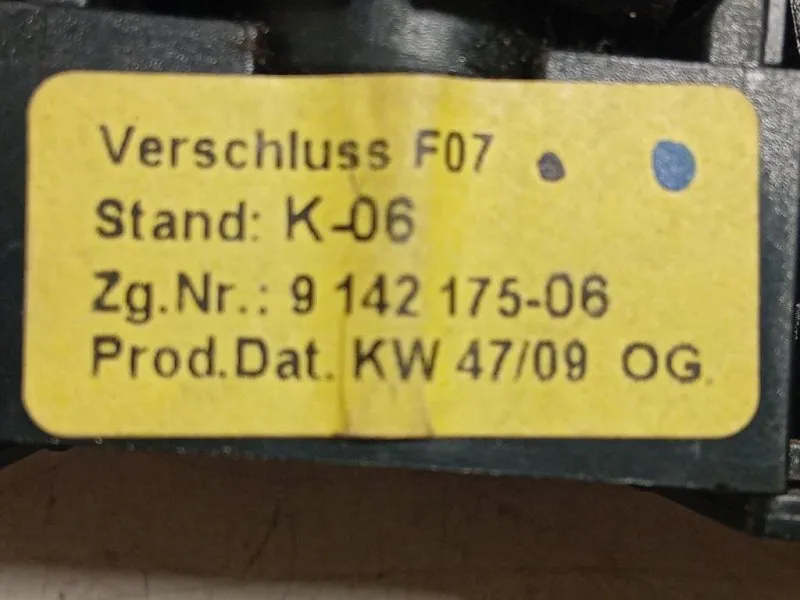 Verschluss F07
Stand: K-06
Zg.Nr.: 9 142 175-06
Prod.Dat. KW 47/09 OG.